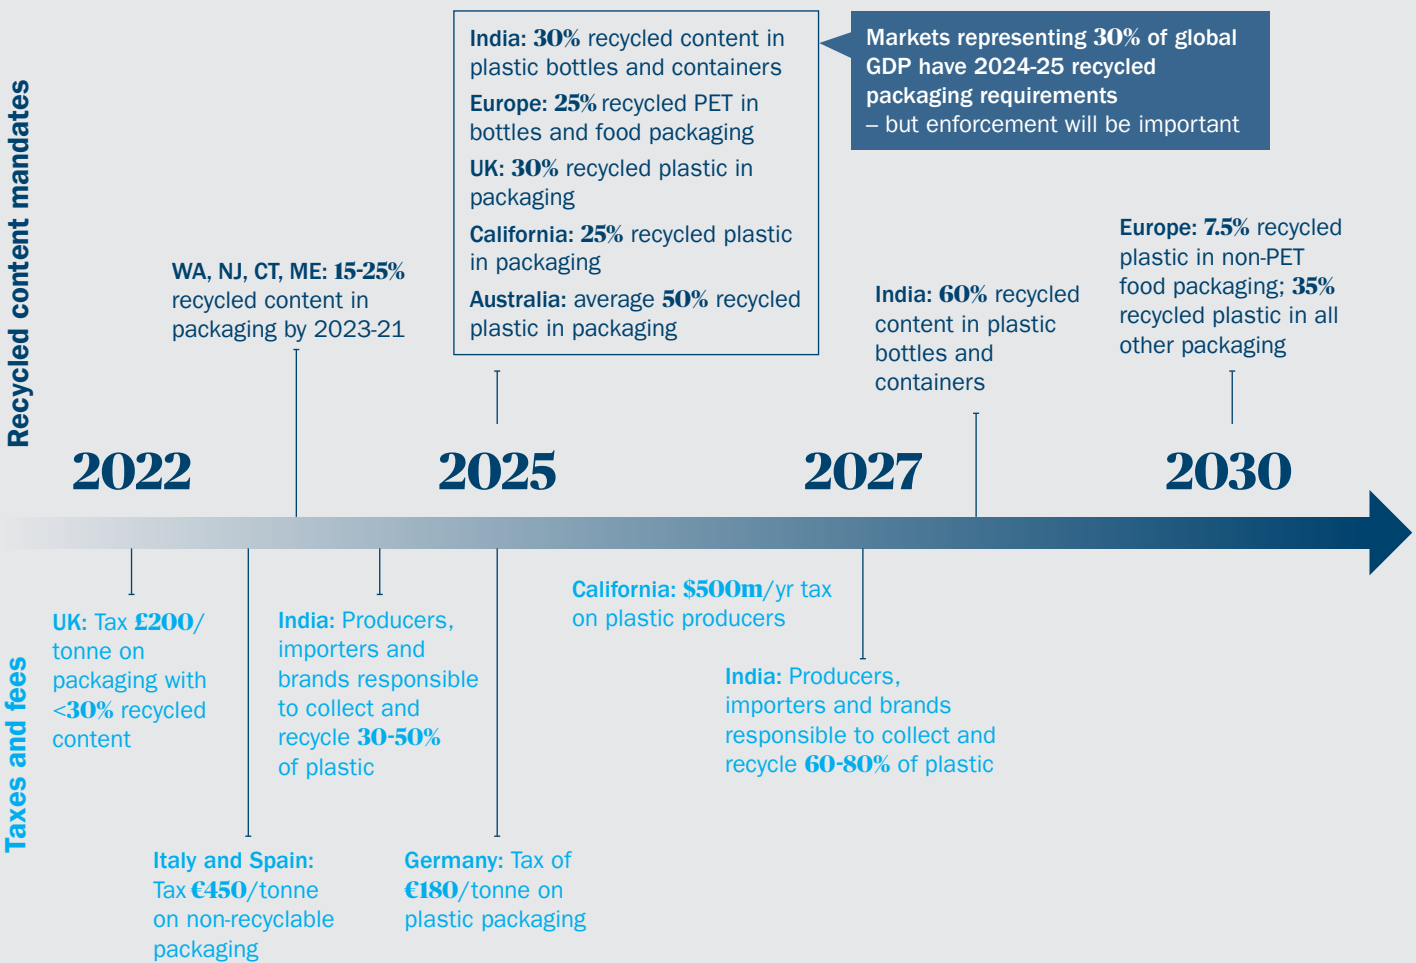 Recycled content mandates
India: 30% recycled content in
plastic bottles and containers
Europe: 25% recycled PET in
bottles and food packaging
UK: 30% recycled plastic in
packaging
California: 25% recycled plastic
in packaging
Australia: average 50% recycled
plastic in packaging
Markets representing 30% of global
GDP have 2024-25 recycled
packaging requirements
– but enforcement will be important
WA, NJ, CT, ME: 15-25%
recycled content in
packaging by 2023-21
India: 60% recycled
content in plastic
bottles and
containers
Europe: 7.5% recycled
plastic in non-PET
food packaging; 35%
recycled plastic in all
other packaging
2022
2025
2027
2030
Taxes and fees
UK: Tax £200/
tonne on
packaging with
<30% recycled
content
India: Producers,
importers and
brands responsible
to collect and
recycle 30-50%
of plastic
California: $500m/yr tax
on plastic producers
India: Producers,
importers and brands
responsible to collect and
recycle 60-80% of plastic
Italy and Spain:
Tax €450/tonne
on non-recyclable
packaging
Germany: Tax of
€180/tonne on
plastic packaging